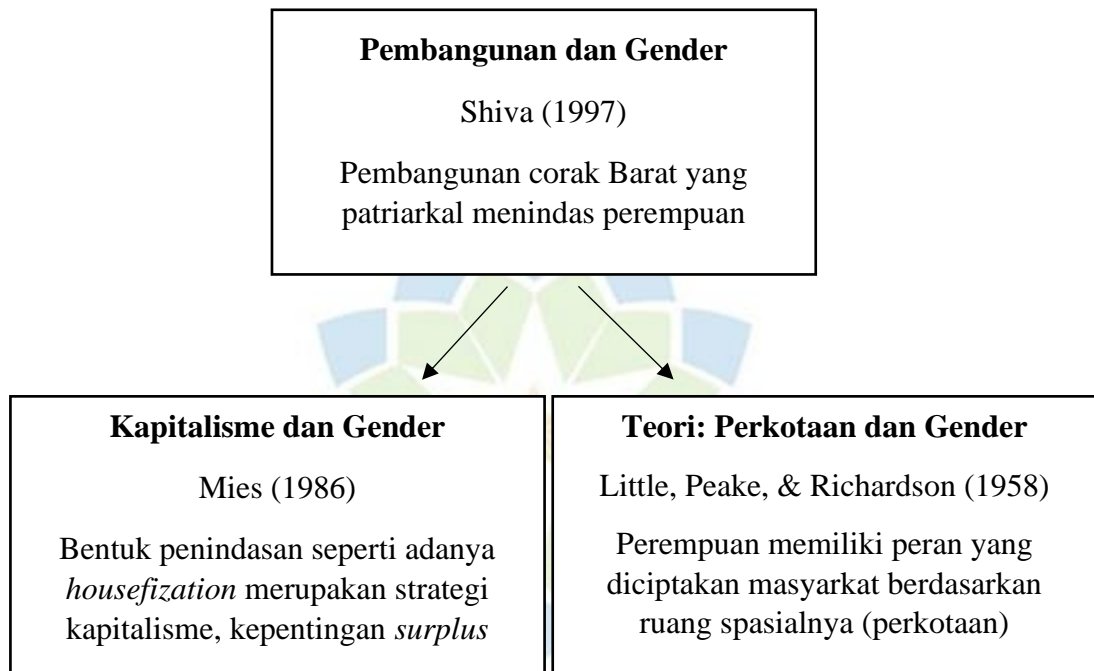 Pembangunan dan Gender
Shiva (1997)
Pembangunan corak Barat yang
patriarkal menindas perempuan
Kapitalisme dan Gender
Mies (1986)
Bentuk penindasan seperti adanya
housefization merupakan strategi
kapitalisme, kepentingan surplus
Teori: Perkotaan dan Gender
Little, Peake, & Richardson (1958)
Perempuan memiliki peran yang
diciptakan masyarkat berdasarkan
ruang spasialnya (perkotaan)